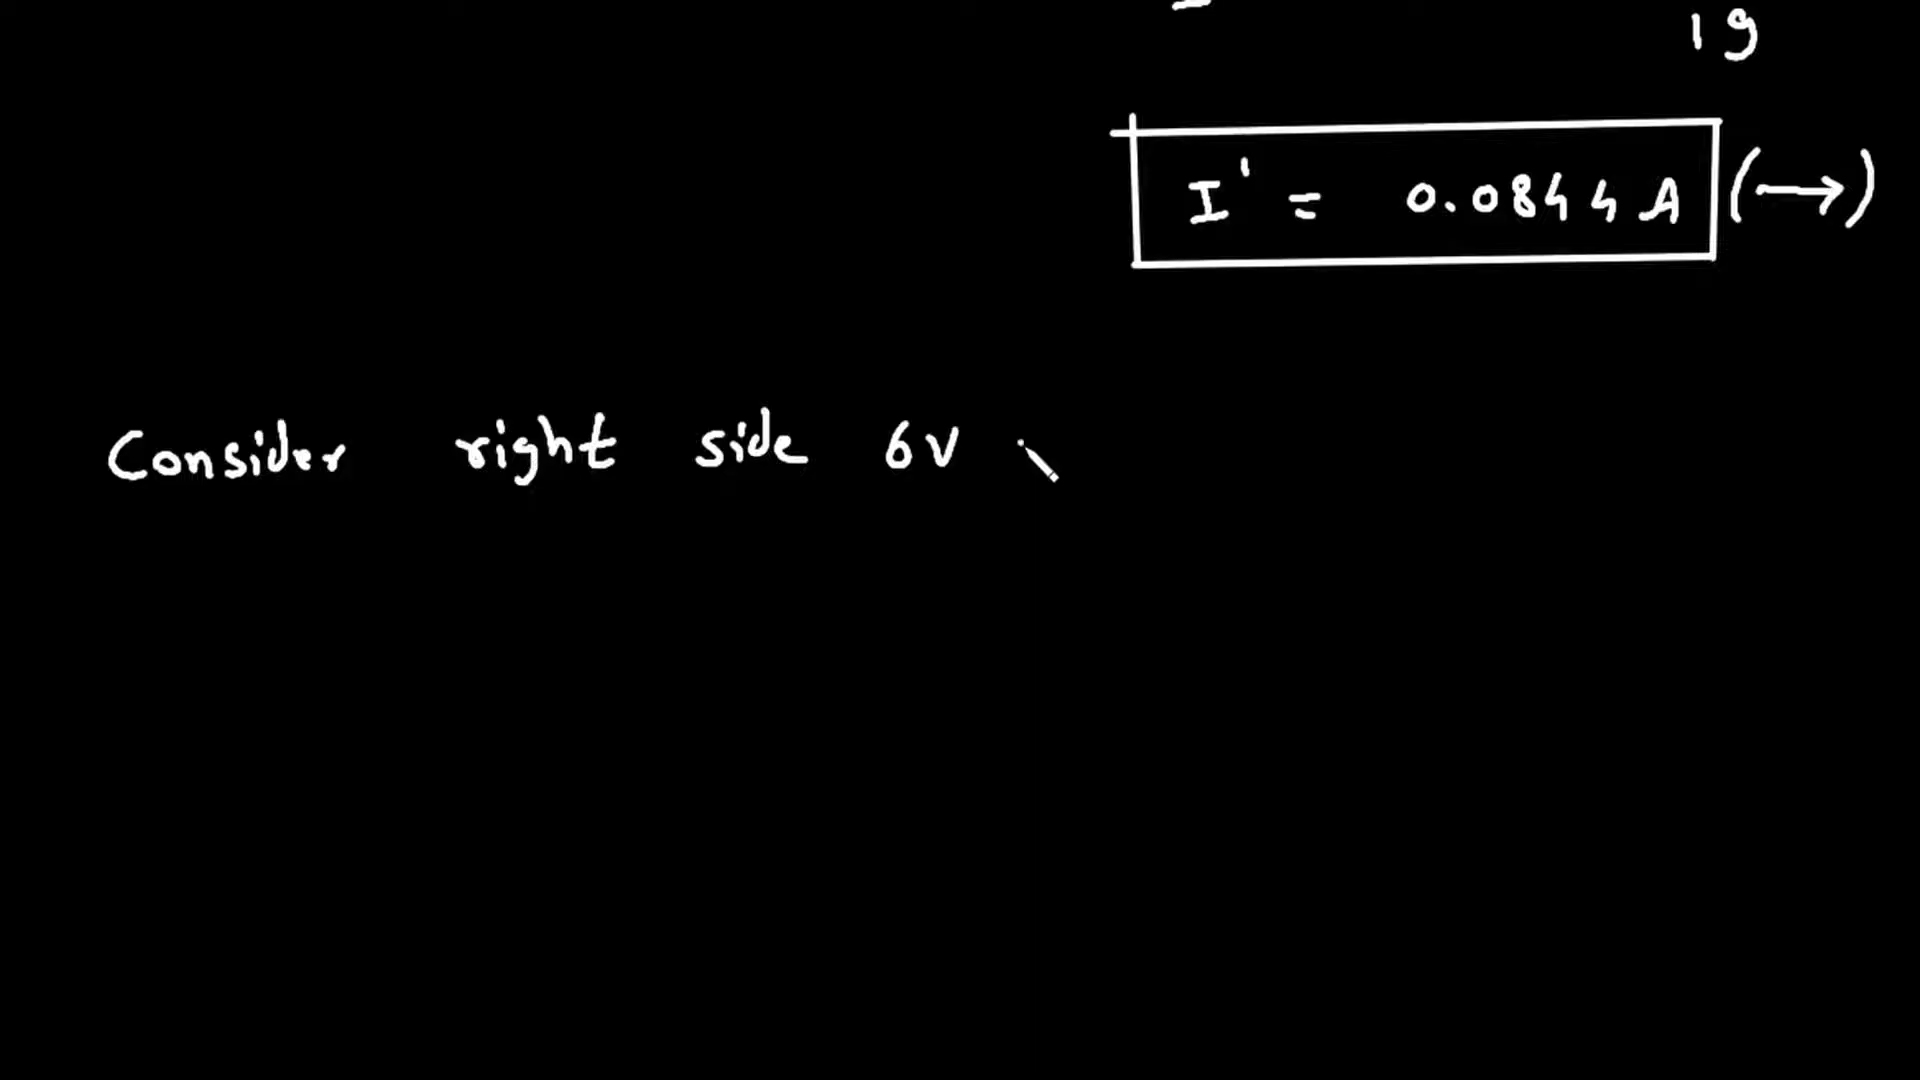 19
I' = 0.0844 A (→)
Consider right side 6V